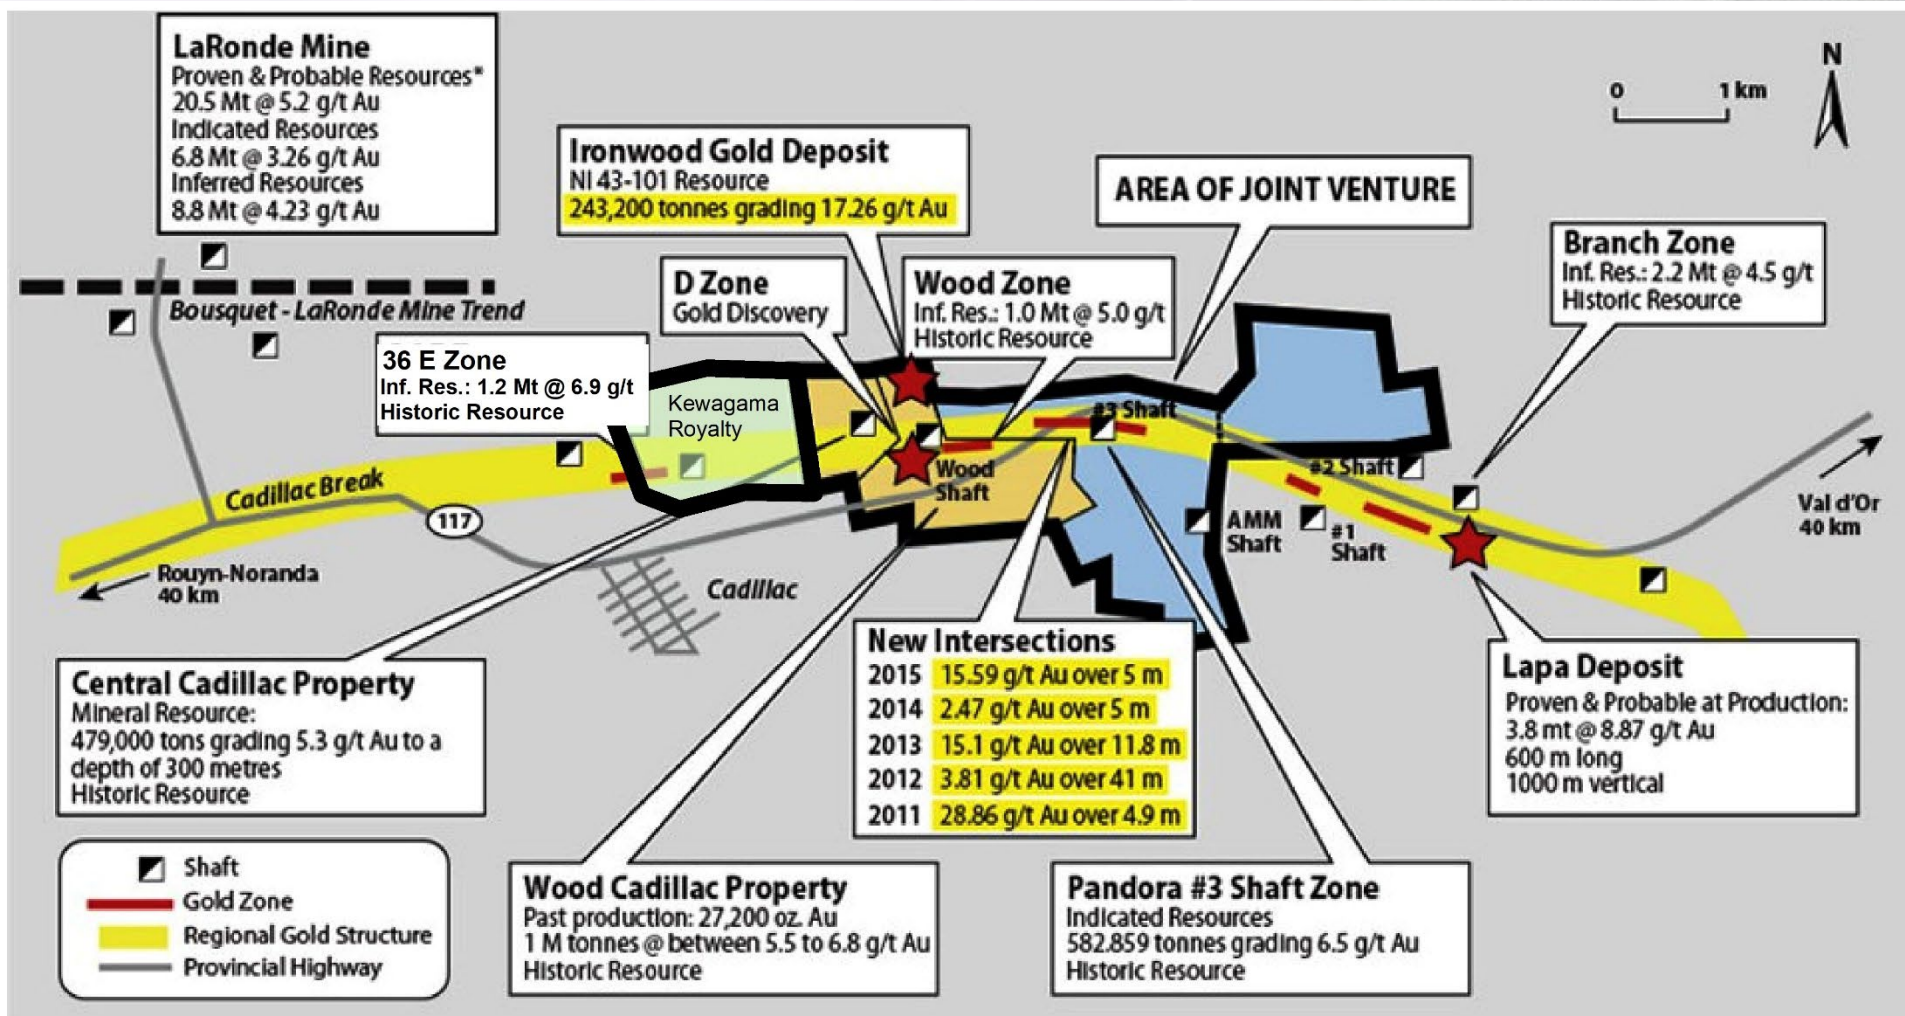 LaRonde Mine
Proven & Probable Resources*
20.5 Mt @ 5.2 g/t Au
Indicated Resources
6.8 Mt @ 3.26 g/t Au
Inferred Resources
8.8 Mt @ 4.23 g/t Au
N
0 1 km
Ironwood Gold Deposit
NI 43-101 Resource
243,200 tonnes grading 17.26 g/t Au
AREA OF JOINT VENTURE
Branch Zone
Inf. Res.: 2.2 Mt @ 4.5 g/t
Historic Resource
D Zone
Gold Discovery
Wood Zone
Inf. Res.: 1.0 Mt @ 5.0 g/t
Historic Resource
Bousquet - LaRonde Mine Trend
36 E Zone
Inf. Res.: 1.2 Mt @ 6.9 g/t
Historic Resource
Kewagama
Royalty
#3 Shaft
Wood
Shaft
#2 Shaft
AMM
Shaft
#1
Shaft
Val d'Or
40 km
Cadillac Break
117
Rouyn-Noranda
40 km
Cadillac
Central Cadillac Property
Mineral Resource:
479,000 tons grading 5.3 g/t Au to a
depth of 300 metres
Historic Resource
New Intersections
2015 15.59 g/t Au over 5 m
2014 2.47 g/t Au over 5 m
2013 15.1 g/t Au over 11.8 m
2012 3.81 g/t Au over 41 m
2011 28.86 g/t Au over 4.9 m
Lapa Deposit
Proven & Probable at Production:
3.8 mt @ 8.87 g/t Au
600 m long
1000 m vertical
Shaft
Gold Zone
Regional Gold Structure
Provincial Highway
Wood Cadillac Property
Past production: 27,200 oz. Au
1 M tonnes @ between 5.5 to 6.8 g/t Au
Historic Resource
Pandora #3 Shaft Zone
Indicated Resources
582.859 tonnes grading 6.5 g/t Au
Historic Resource